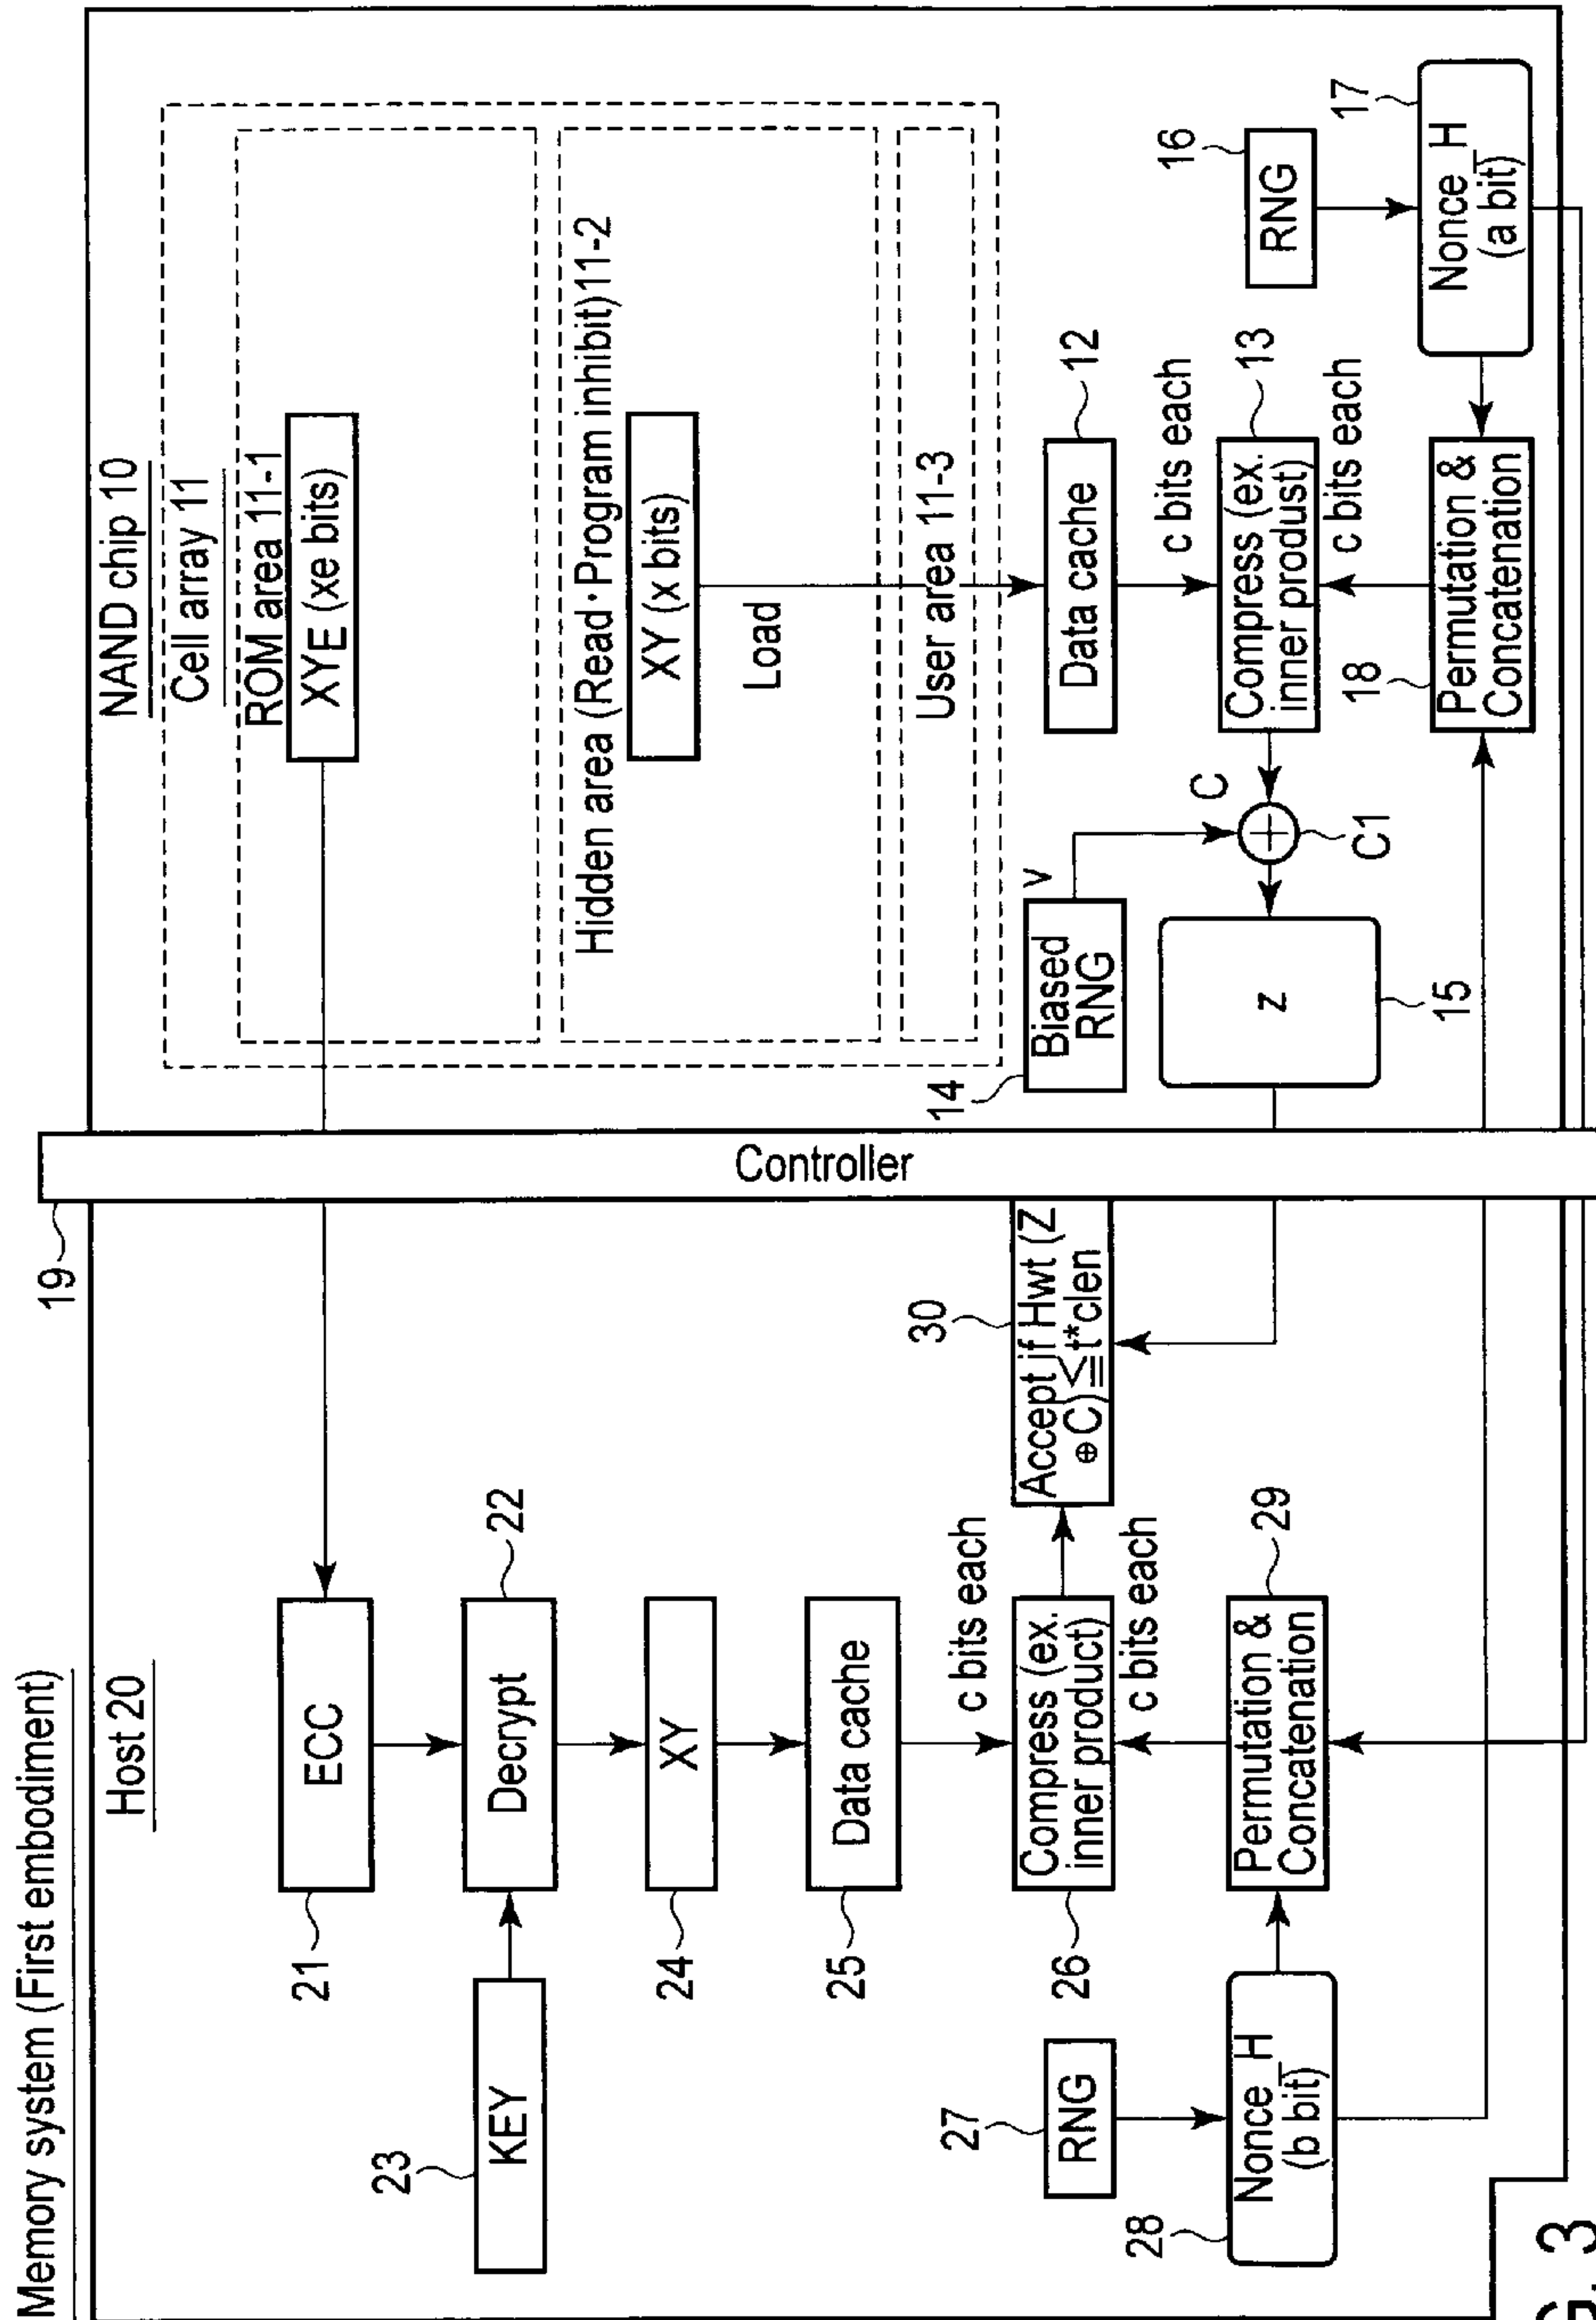 Memory system (First embodiment)
Host 20
21
ECC
22
Decrypt
23
KEY
24
XY
25
Data cache
c bits each
26
Compress (ex.
inner product)
c bits each
30
Accept if Hwt (Z
⊕C)≦t*clen
27
RNG
28
Nonce_H
(b bit)
29
Permutation &
Concatenation
19
Controller
NAND chip 10
Cell array 11
ROM area 11-1
XYE (xe bits)
Hidden area (Read·Program inhibit)11-2
XY (x bits)
Load
User area 11-3
12
Data cache
c bits each
13
Compress (ex.
inner produst)
c bits each
14
Biased
RNG
v
C
C1
z
15
16
RNG
17
Nonce_H
(a bit)
18
Permutation &
Concatenation
G. 3